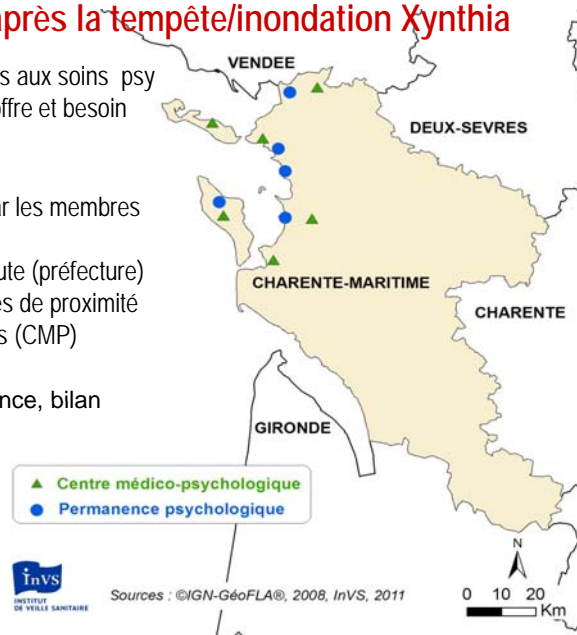 après la tempête/inondation Xynthia
s aux soins psy
offre et besoin
r les membres
ute (préfecture)
es de proximité
s (CMP)
nce, bilan
VENDEE
DEUX-SEVRES
CHARENTE-MARITIME
CHARENTE
GIRONDE
Centre médico-psychologique
Permanence psychologique
InVS
INSTITUT
DE VEILLE SANITAIRE
Sources : ©IGN-GéoFLA®, 2008, InVS, 2011
N
0 10 20
Km